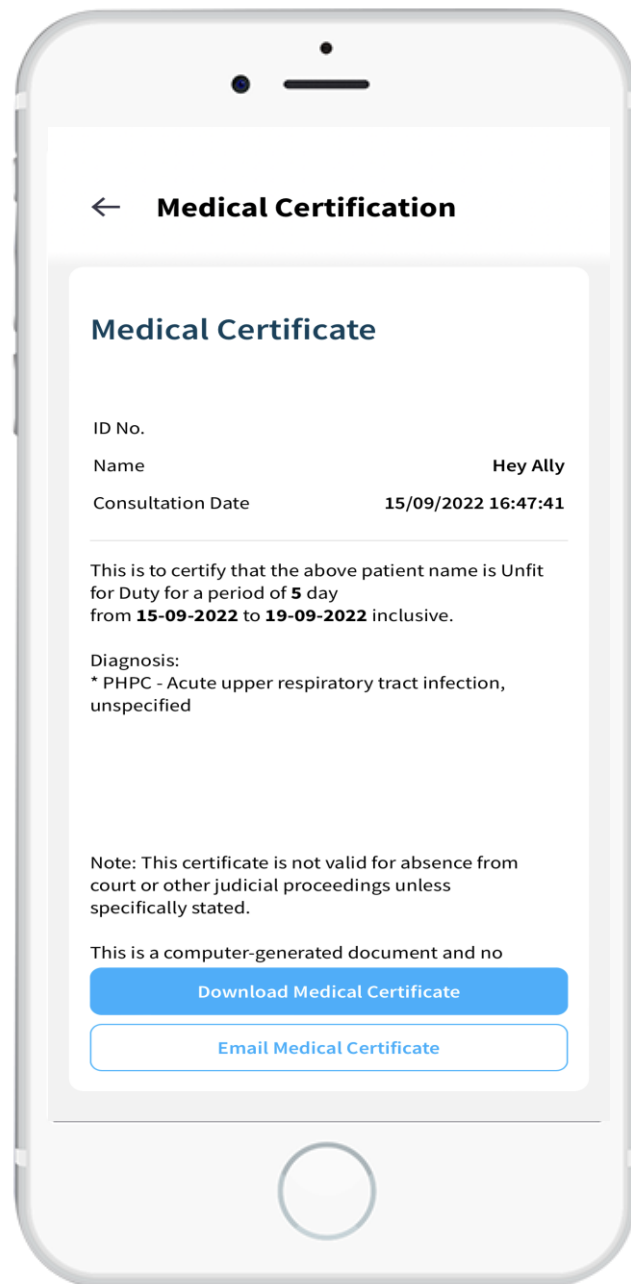 Medical Certification
Medical Certificate
ID No.
Name Hey Ally
Consultation Date 15/09/2022 16:47:41
This is to certify that the above patient name is Unfit
for Duty for a period of 5 day
from 15-09-2022 to 19-09-2022 inclusive.
Diagnosis:
* PHPC - Acute upper respiratory tract infection,
unspecified
Note: This certificate is not valid for absence from
court or other judicial proceedings unless
specifically stated.
This is a computer-generated document and no
Download Medical Certificate
Email Medical Certificate